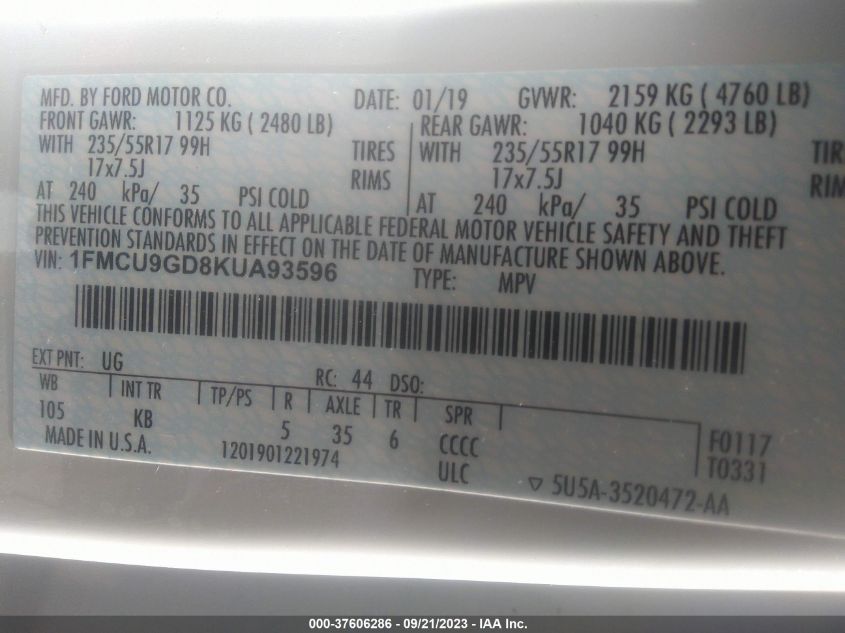 MFD. BY FORD MOTOR CO. DATE: 01/19 GVWR: 2159 KG ( 4760 LB)
FRONT GAWR: 1125 KG ( 2480 LB) REAR GAWR: 1040 KG ( 2293 LB)
WITH 235/55R17 99H TIRES WITH 235/55R17 99H TIR
17x7.5J RIMS 17x7.5J RIM
AT 240 kPa/ 35 PSI COLD AT 240 kPa/ 35 PSI COLD
THIS VEHICLE CONFORMS TO ALL APPLICABLE FEDERAL MOTOR VEHICLE SAFETY AND THEFT
PREVENTION STANDARDS IN EFFECT ON THE DATE OF MANUFACTURE SHOWN ABOVE.
VIN: 1FMCU9GD8KUA93596 TYPE: MPV
EXT PNT: UG RC: 44 DSO:
WB INT TR TP/PS R AXLE TR SPR
105 KB 5 35 6 CCCC F0117
MADE IN U.S.A. 1201901221974 ULC T0331
▽ 5U5A-3520472-AA
000-37606286 - 09/21/2023 - IAA Inc.